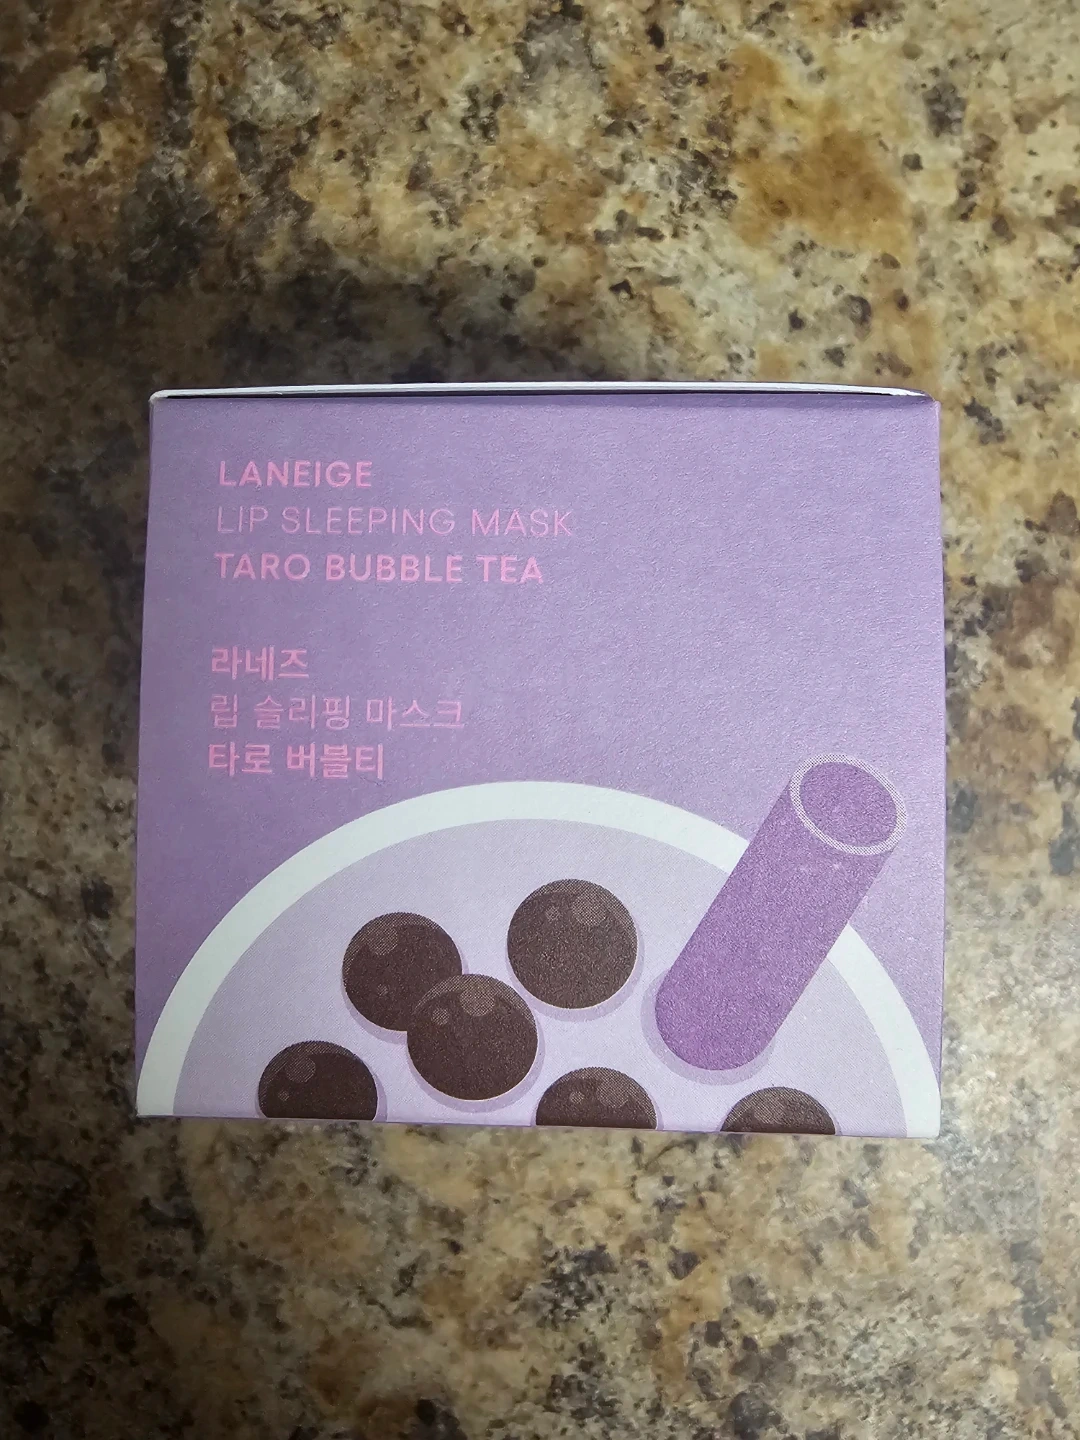 LANEIGE
LIP SLEEPING MASK
TARO BUBBLE TEA
라네즈
립 슬리핑 마스크
타로 버블티